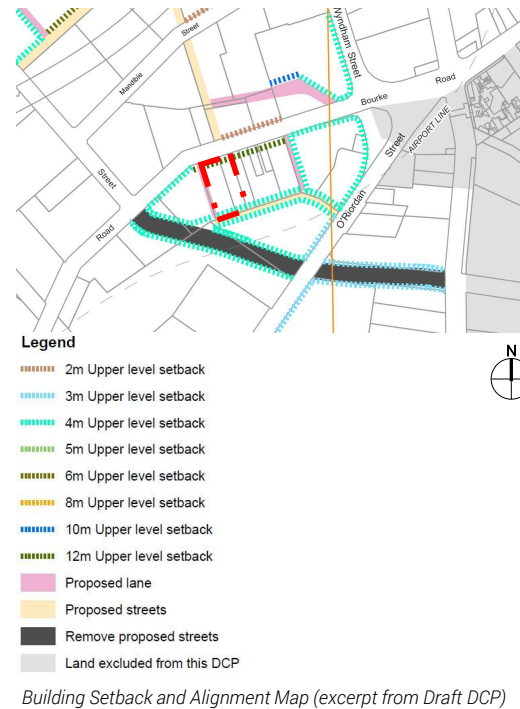 Street
Wyndham Street
Mandible
Road
Bourke
Street
AIRPORT LINE
Street
O'Riordan
Road
Legend
N
2m Upper level setback
3m Upper level setback
4m Upper level setback
5m Upper level setback
6m Upper level setback
8m Upper level setback
10m Upper level setback
12m Upper level setback
Proposed lane
Proposed streets
Remove proposed streets
Land excluded from this DCP
Building Setback and Alignment Map (excerpt from Draft DCP)